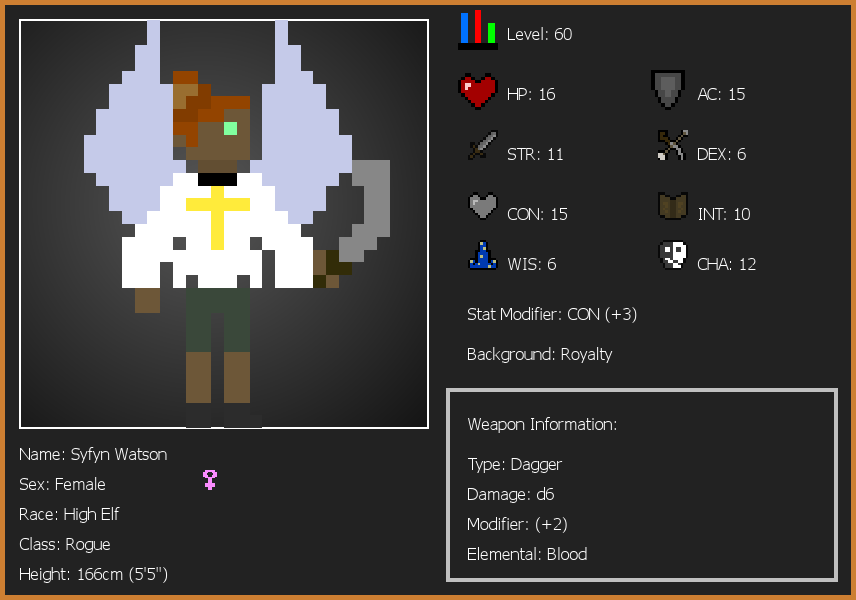 Level: 60
HP: 16
AC: 15
STR: 11
DEX: 6
CON: 15
INT: 10
WIS: 6
CHA: 12
Stat Modifier: CON (+3)
Background: Royalty
Weapon Information:
Type: Dagger
Damage: d6
Modifier: (+2)
Elemental: Blood
Name: Syfyn Watson
Sex: Female
Race: High Elf
Class: Rogue
Height: 166cm (5'5")